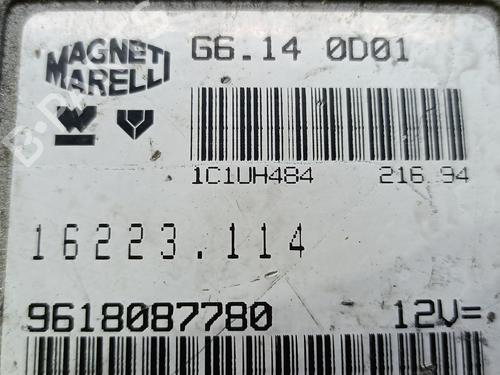 MAGNETI
MARELLI
G6.14 0D01
1C1UH484 216.94
16223.114
9618087780 12V=